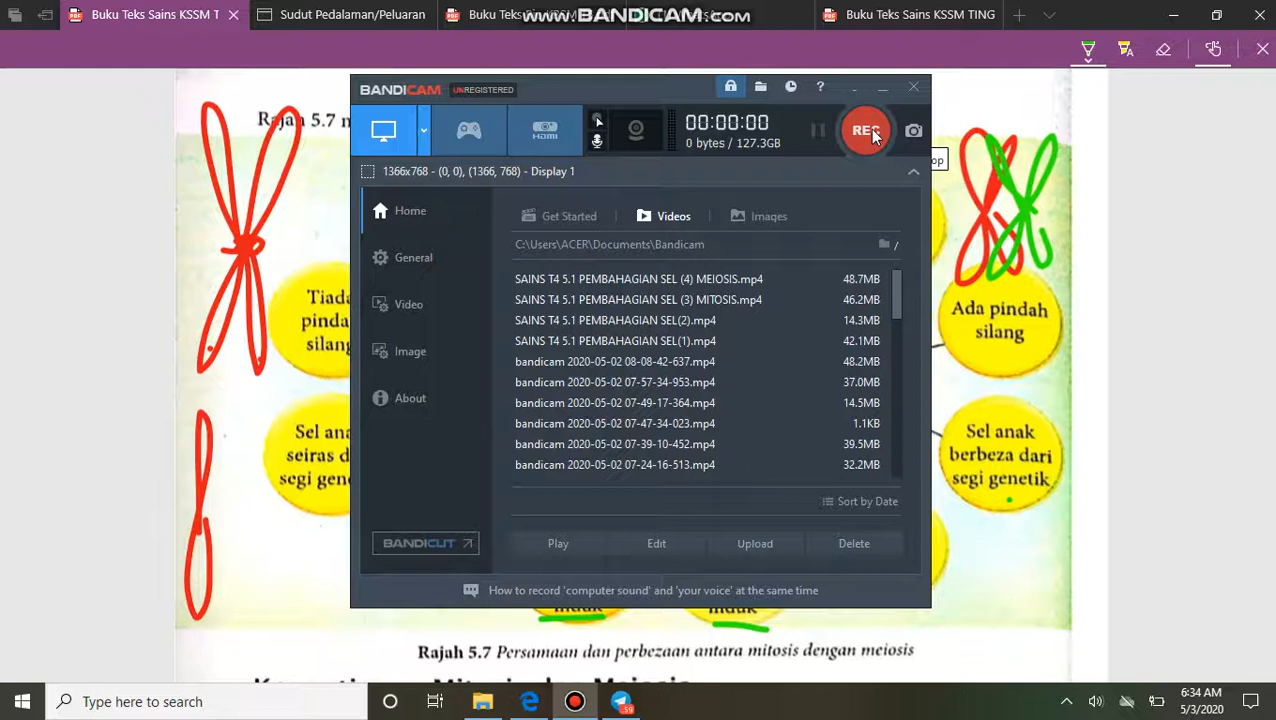 Buku Teks Sains KSSM T
Sudut Pedalaman/Peluaran
Buku Teks
Buku Teks Sains KSSM TING
www.BANDICAM.com
Rajah 5.7
BANDICAM UNREGISTERED
HDMI
00:00:00
0 bytes / 127.3GB
REC
op
1366x768 - (0, 0), (1366, 768) - Display 1
Home
General
Video
Image
About
BANDICUT
Get Started
Videos
Images
C:\Users\ACER\Documents\Bandicam
SAINS T4 5.1 PEMBAHAGIAN SEL (4) MEIOSIS.mp4 48.7MB
SAINS T4 5.1 PEMBAHAGIAN SEL (3) MITOSIS.mp4 46.2MB
SAINS T4 5.1 PEMBAHAGIAN SEL(2).mp4 14.3MB
SAINS T4 5.1 PEMBAHAGIAN SEL(1).mp4 42.1MB
bandicam 2020-05-02 08-08-42-637.mp4 48.2MB
bandicam 2020-05-02 07-57-34-953.mp4 37.0MB
bandicam 2020-05-02 07-49-17-364.mp4 14.5MB
bandicam 2020-05-02 07-47-34-023.mp4 1.1KB
bandicam 2020-05-02 07-39-10-452.mp4 39.5MB
bandicam 2020-05-02 07-24-16-513.mp4 32.2MB
Sort by Date
Play Edit Upload Delete
How to record 'computer sound' and 'your voice' at the same time
Tiada
pindah
silang
Sel ana
seiras d
segi gene
Ada pindah
silang
Sel anak
berbeza dari
segi genetik
induk
induk
Rajah 5.7 Persamaan dan perbezaan antara mitosis dengan meiosis
Type here to search
59
6:34 AM
5/3/2020